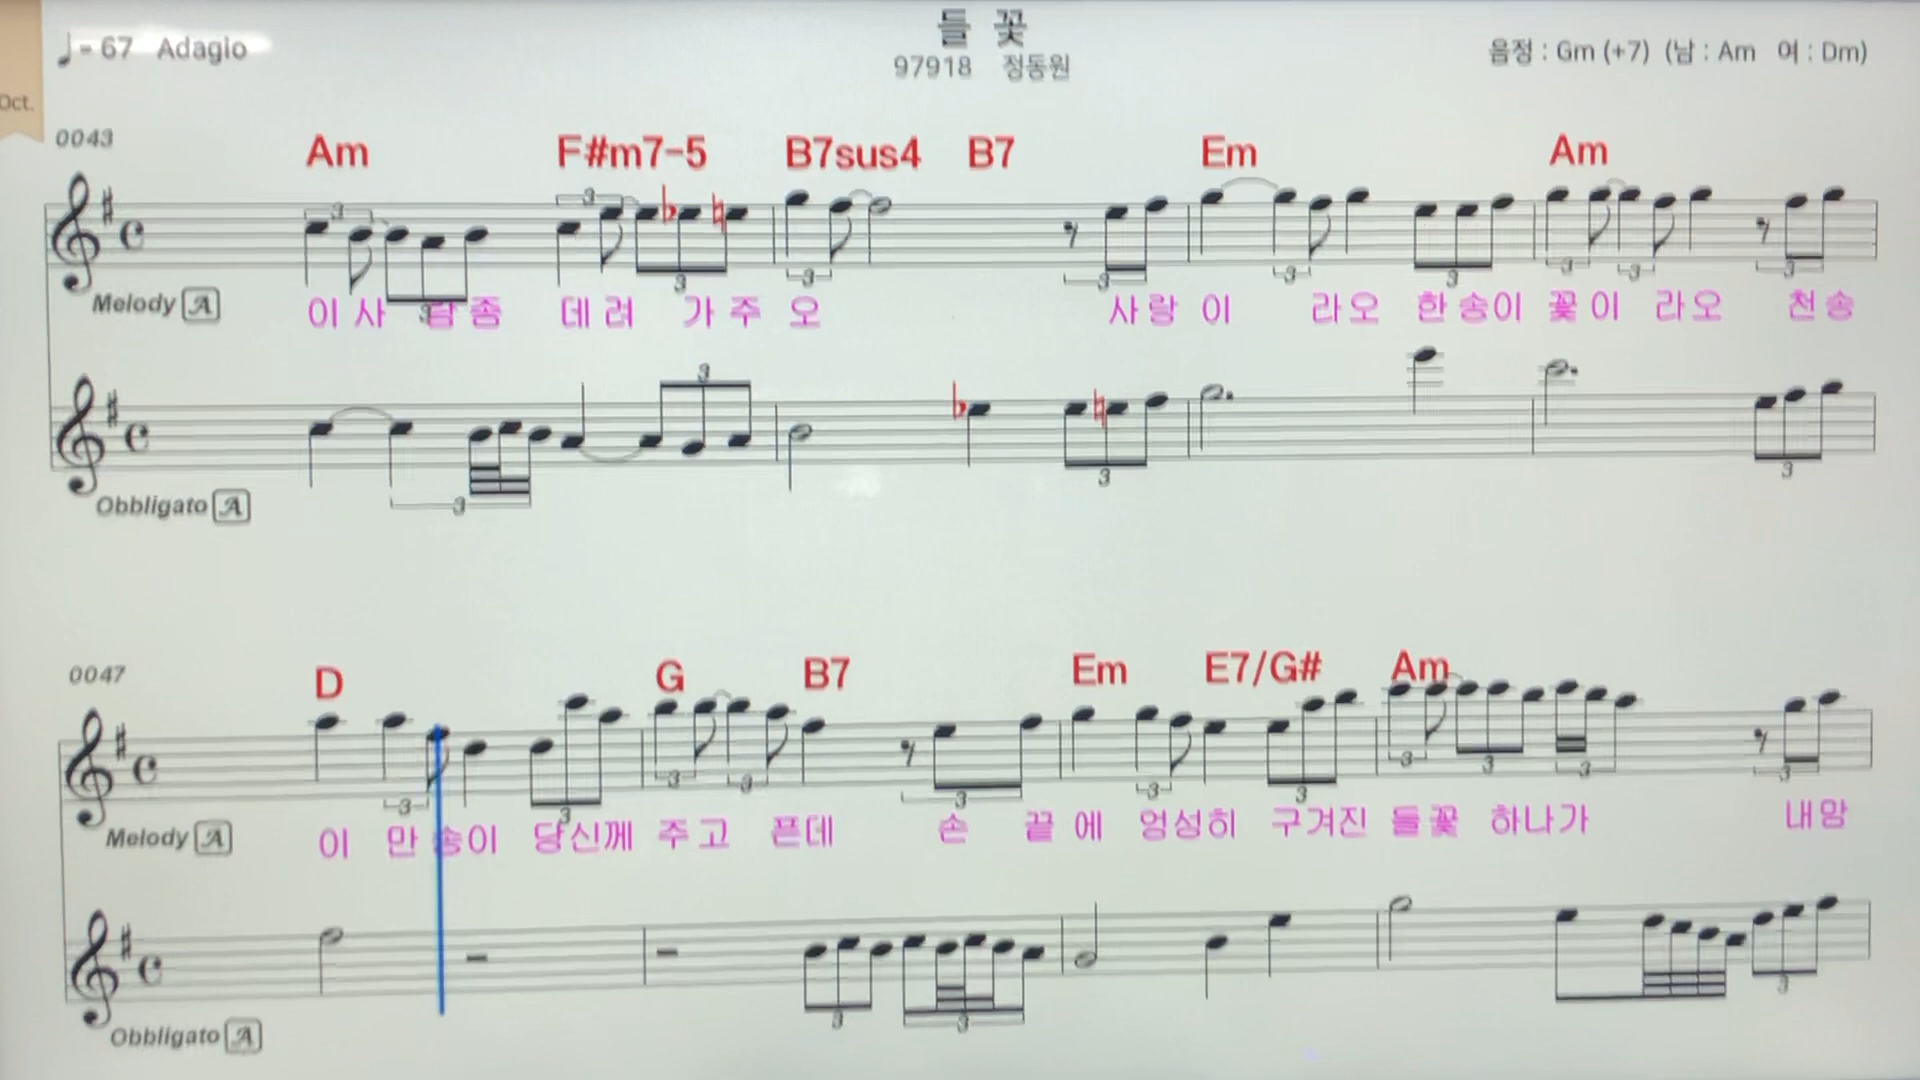 들 꽃
♩= 67 Adagio
97918 정동원
음정 : Gm (+7) (남 : Am 여 : Dm)
Oct.
0043
Am F#m7-5 B7sus4 B7 Em Am
Melody A
이 사 람 좀 데 려 가 주 오 사 랑 이 라 오 한 송 이 꽃 이 라 오 천 송
Obbligato A
0047
D G B7 Em E7/G# Am
Melody A
이 만 송 이 당 신 께 주 고 픈 데 손 끝 에 엉 성 히 구 겨 진 들 꽃 하 나 가 내 맘
Obbligato A